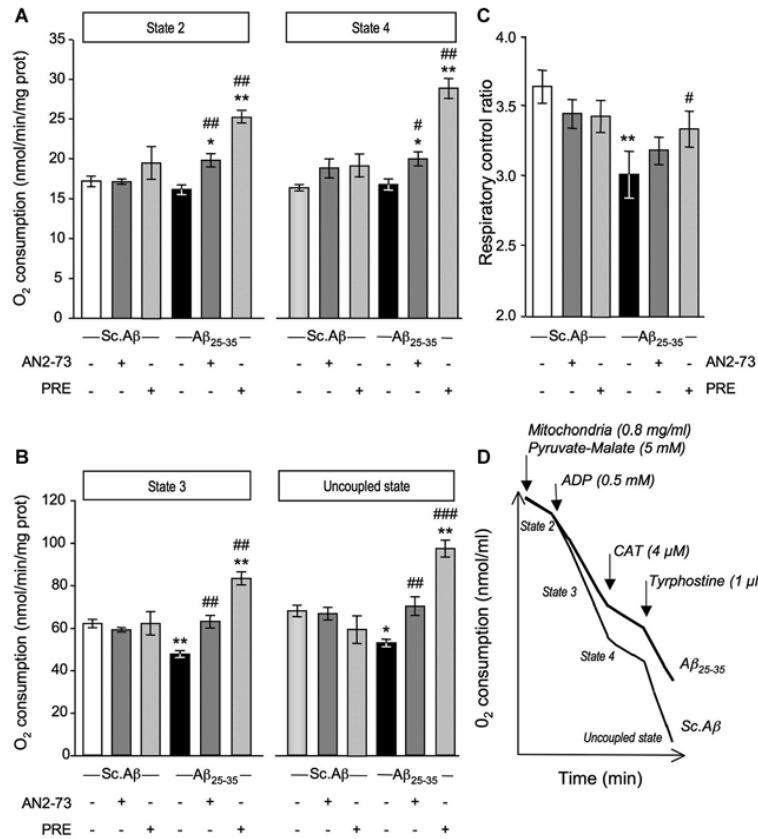 A
State 2
State 4
##
**
##
**
##
*
#
*
O₂ consumption (nmol/min/mg prot)
35
30
25
20
15
10
5
0
—Sc.Aβ— —Aβ₂₅₋₃₅ —
—Sc.Aβ— —Aβ₂₅₋₃₅ —
AN2-73 - + - - + - - + - - + -
PRE - - + - - + - - + - - +
C
Respiratory control ratio
4.0
3.5
3.0
2.5
2.0
**
#
—Sc.Aβ— —Aβ₂₅₋₃₅ —
- + - - + - AN2-73
- - + - - + PRE
B
State 3
Uncoupled state
O₂ consumption (nmol/min/mg prot)
120
100
80
60
40
20
0
**
##
##
**
*
##
###
**
—Sc.Aβ— —Aβ₂₅₋₃₅ —
—Sc.Aβ— —Aβ₂₅₋₃₅ —
AN2-73 - + - - + - - + - - + -
PRE - - + - - + - - + - - +
D
Mitochondria (0.8 mg/ml)
Pyruvate-Malate (5 mM)
ADP (0.5 mM)
CAT (4 µM)
Tyrphostine (1 µl
State 2
State 3
State 4
Uncoupled state
Aβ₂₅₋₃₅
Sc.Aβ
0₂ consumption (nmol/ml)
Time (min)